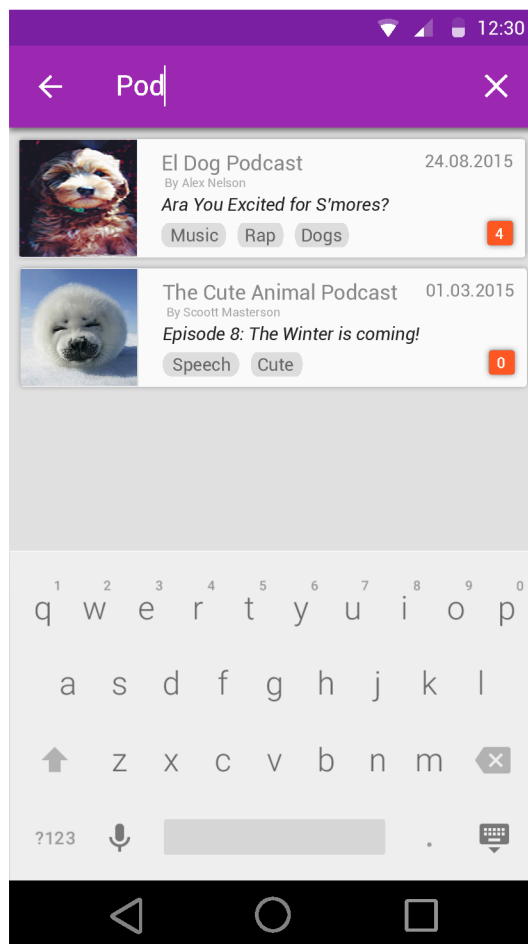 12:30
Pod
El Dog Podcast 24.08.2015
By Alex Nelson
Ara You Excited for S'mores?
Music Rap Dogs 4
The Cute Animal Podcast 01.03.2015
By Scoott Masterson
Episode 8: The Winter is coming!
Speech Cute 0
1 2 3 4 5 6 7 8 9 0
q w e r t y u i o p
a s d f g h j k l
z x c v b n m
?123 .